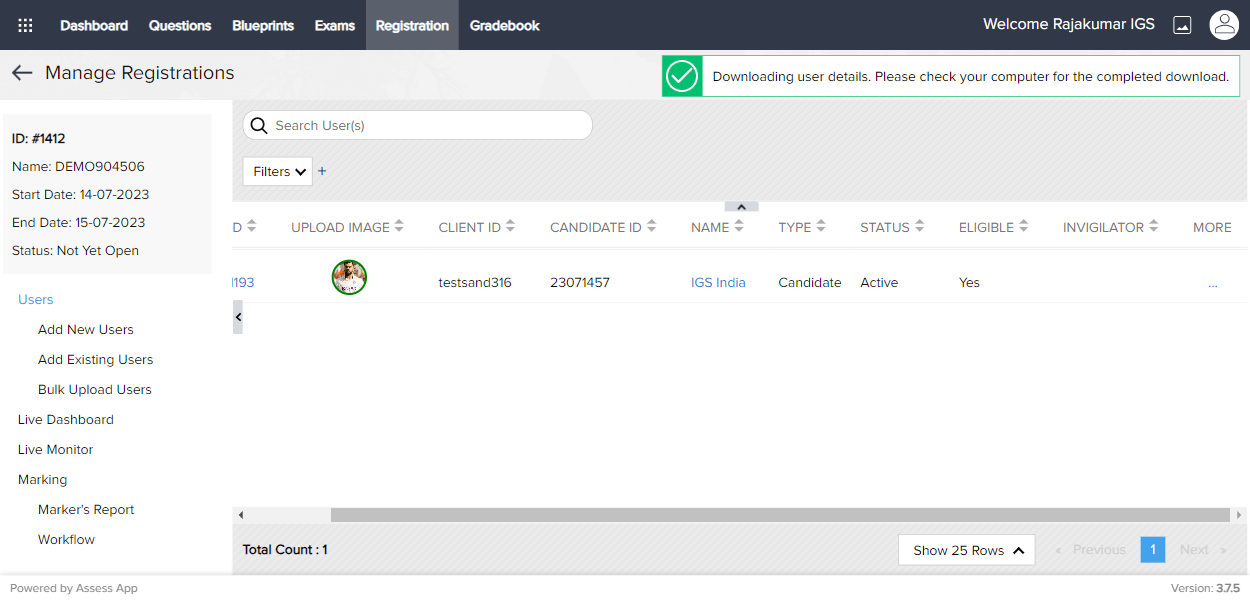 Dashboard Questions Blueprints Exams Registration Gradebook Welcome Rajakumar IGS
Manage Registrations
Downloading user details. Please check your computer for the completed download.
ID: #1412
Name: DEMO904506
Start Date: 14-07-2023
End Date: 15-07-2023
Status: Not Yet Open
Users
Add New Users
Add Existing Users
Bulk Upload Users
Live Dashboard
Live Monitor
Marking
Marker's Report
Workflow
Search User(s)
Filters +
D UPLOAD IMAGE CLIENT ID CANDIDATE ID NAME TYPE STATUS ELIGIBLE INVIGILATOR MORE
193 testsand316 23071457 IGS India Candidate Active Yes ...
Total Count : 1 Show 25 Rows « Previous 1 Next »
Powered by Assess App Version: 3.7.5